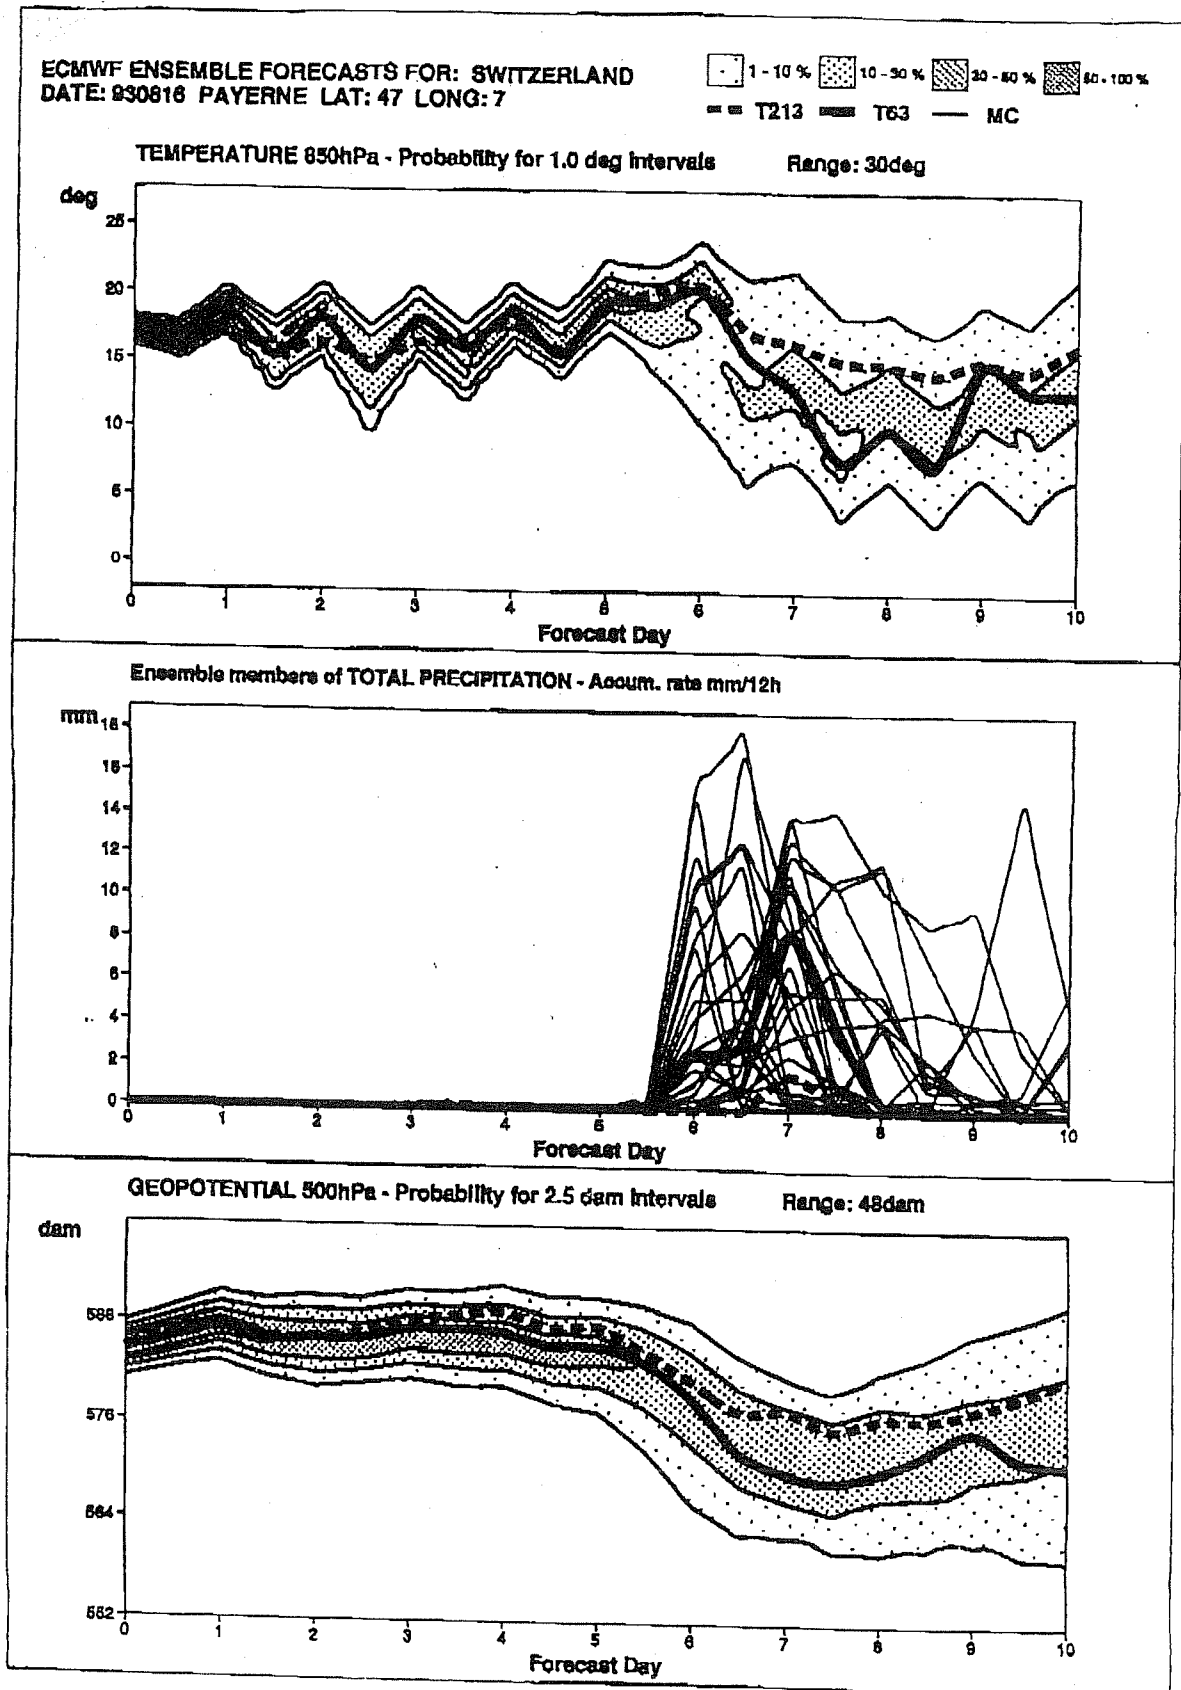 ECMWF ENSEMBLE FORECASTS FOR: SWITZERLAND
DATE: 930816 PAYERNE LAT: 47 LONG: 7
1 - 10 % 10 - 30 % 30 - 50 % 50 - 100 %
T213 T63 MC
TEMPERATURE 850hPa - Probability for 1.0 deg intervals Range: 30deg
deg
25
20
15
10
5
0
0 1 2 3 4 5 6 7 8 9 10
Forecast Day
Ensemble members of TOTAL PRECIPITATION - Accum. rate mm/12h
mm
18
16
14
12
10
8
6
4
2
0
0 1 2 3 4 5 6 7 8 9 10
Forecast Day
GEOPOTENTIAL 500hPa - Probability for 2.5 dam intervals Range: 48dam
dam
588
576
564
552
0 1 2 3 4 5 6 7 8 9 10
Forecast Day